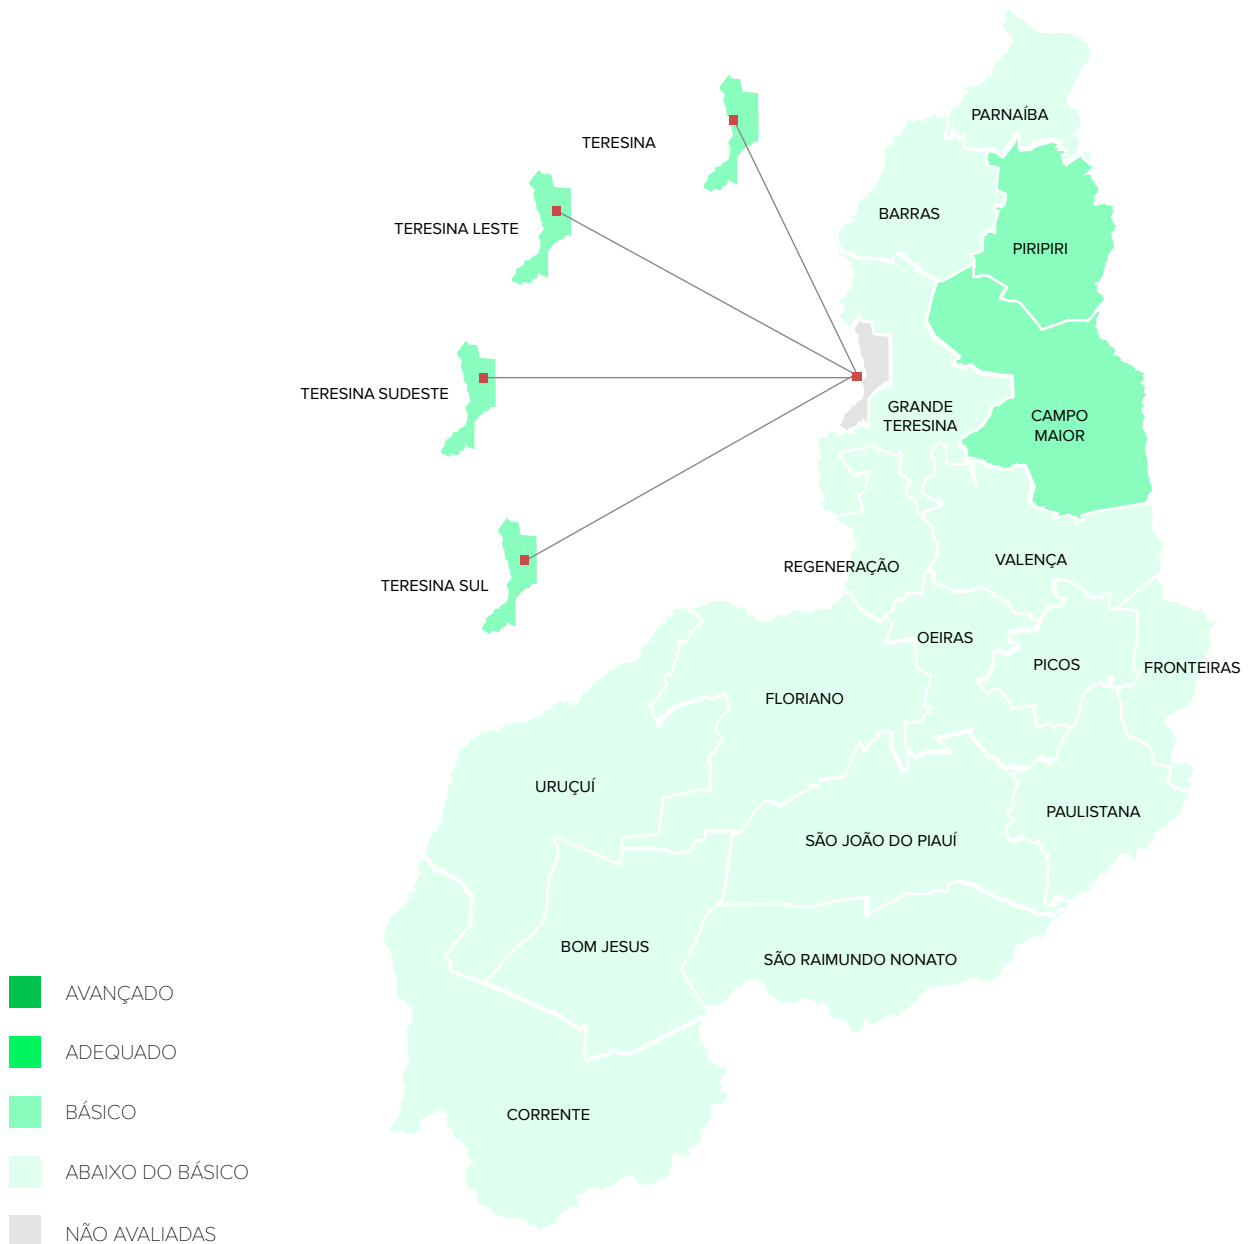 PARNAÍBA
TERESINA
BARRAS
TERESINA LESTE
PIRIPIRI
TERESINA SUDESTE
GRANDE
TERESINA
CAMPO
MAIOR
VALENÇA
REGENERAÇÃO
TERESINA SUL
OEIRAS
PICOS
FRONTEIRAS
FLORIANO
URUÇUÍ
PAULISTANA
SÃO JOÃO DO PIAUÍ
BOM JESUS
SÃO RAIMUNDO NONATO
CORRENTE
AVANÇADO
ADEQUADO
BÁSICO
ABAIXO DO BÁSICO
NÃO AVALIADAS